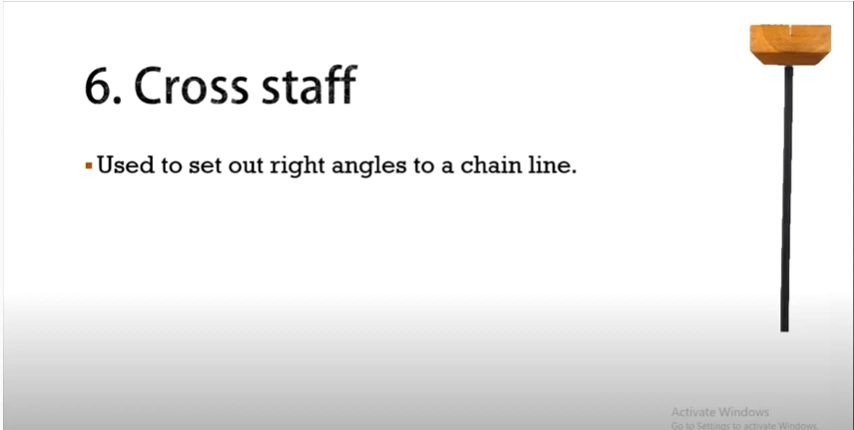 6. Cross staff
▪Used to set out right angles to a chain line.
Activate Windows
Go to Settings to activate Windows.